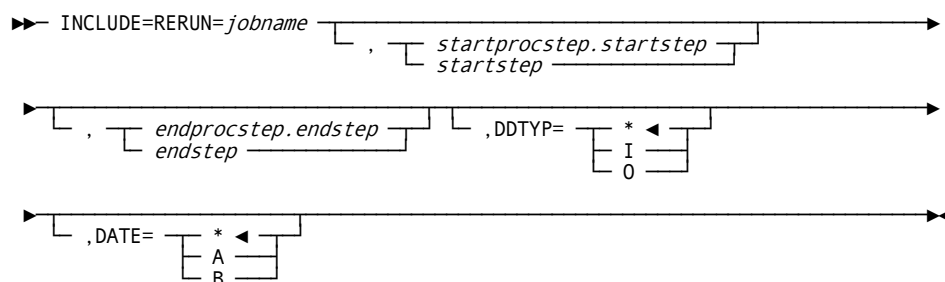 ►►─ INCLUDE=RERUN=jobname
, startprocstep.startstep
startstep
►
► , endprocstep.endstep ,DDTYP= * ◄ ►
endstep I
O
► ,DATE= * ◄ ►◄
A
B